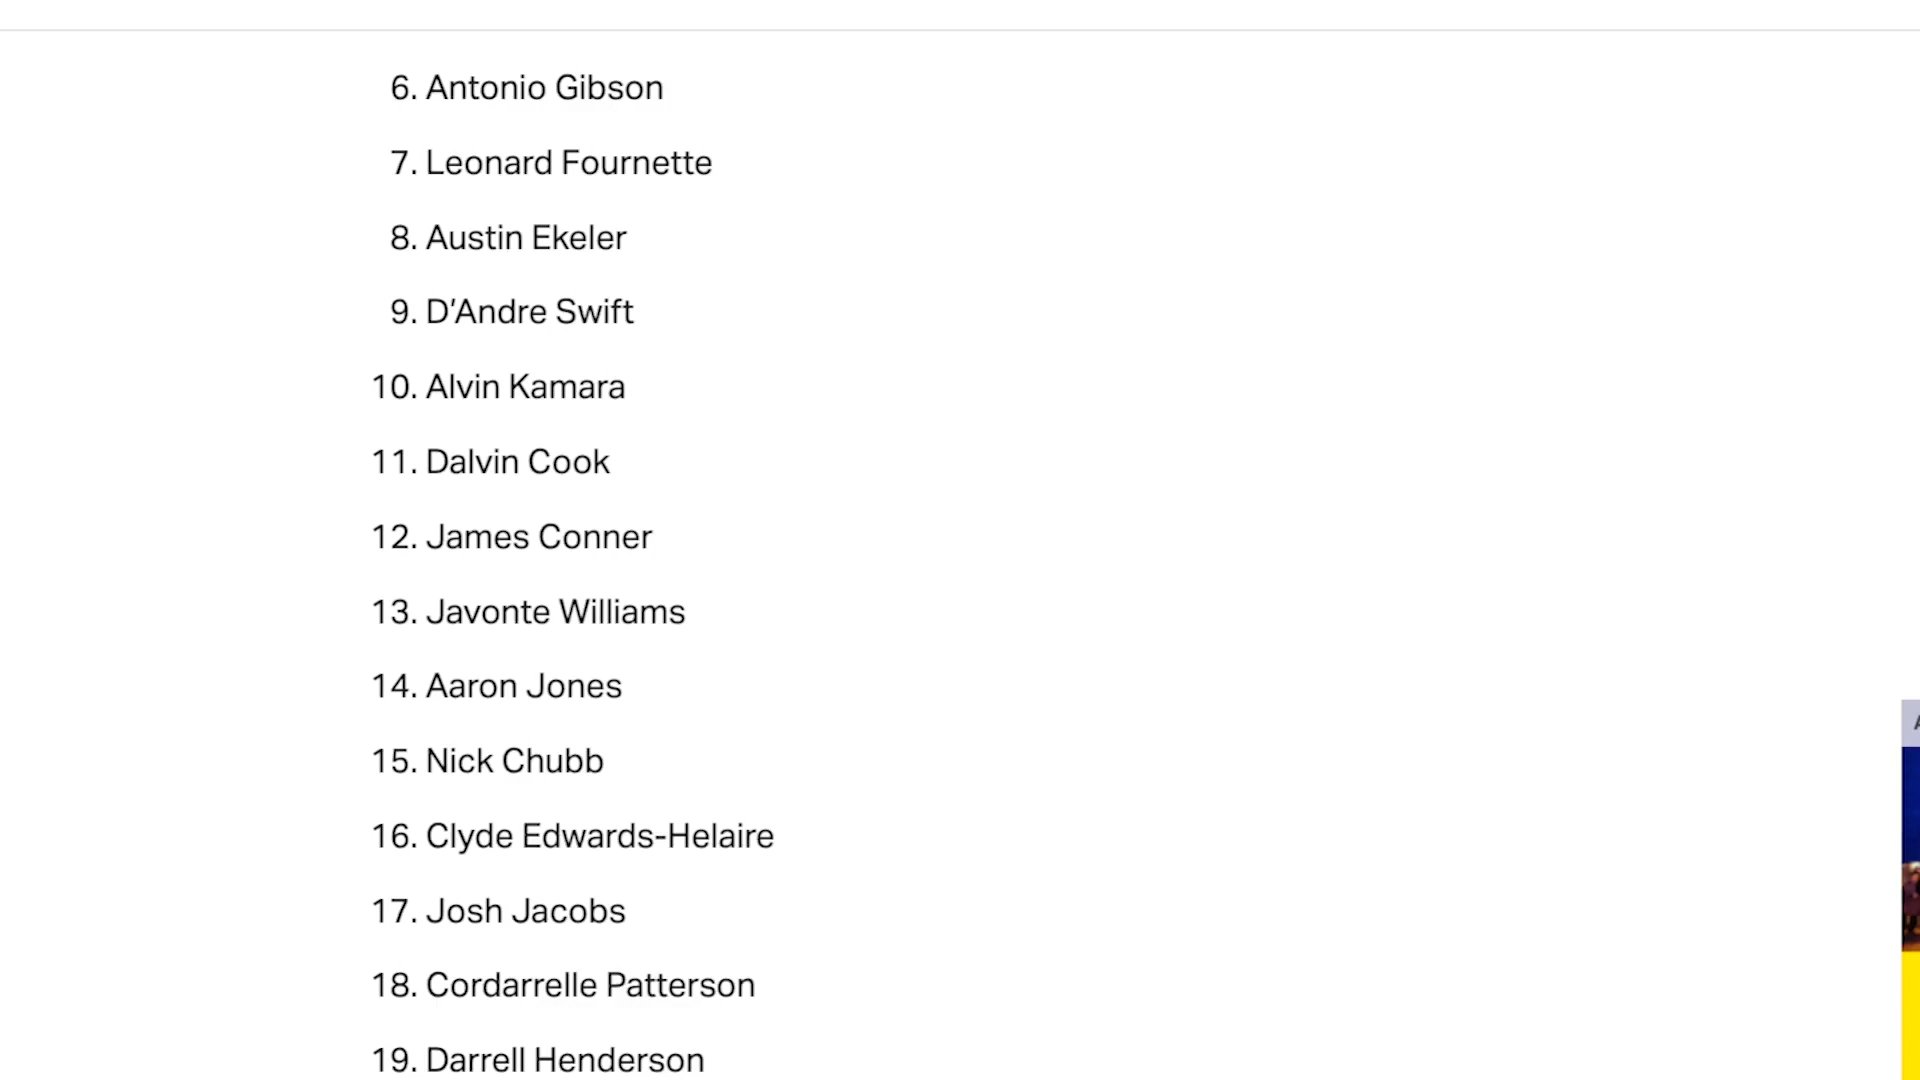 6. Antonio Gibson
7. Leonard Fournette
8. Austin Ekeler
9. D’Andre Swift
10. Alvin Kamara
11. Dalvin Cook
12. James Conner
13. Javonte Williams
14. Aaron Jones
15. Nick Chubb
16. Clyde Edwards-Helaire
17. Josh Jacobs
18. Cordarrelle Patterson
19. Darrell Henderson